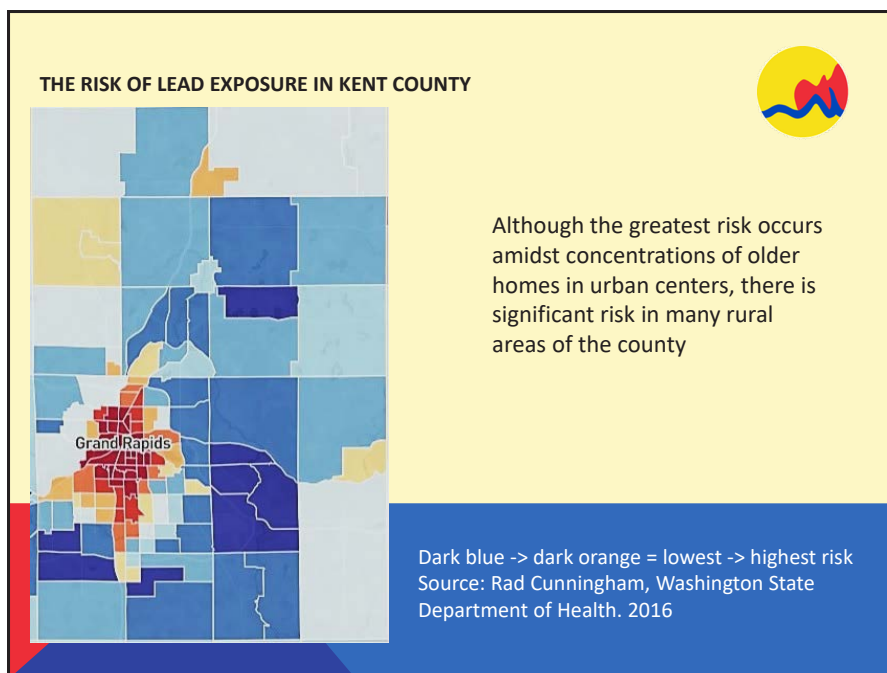 THE RISK OF LEAD EXPOSURE IN KENT COUNTY
Although the greatest risk occurs
amidst concentrations of older
homes in urban centers, there is
significant risk in many rural
areas of the county
Grand Rapids
Dark blue -> dark orange = lowest -> highest risk
Source: Rad Cunningham, Washington State
Department of Health. 2016